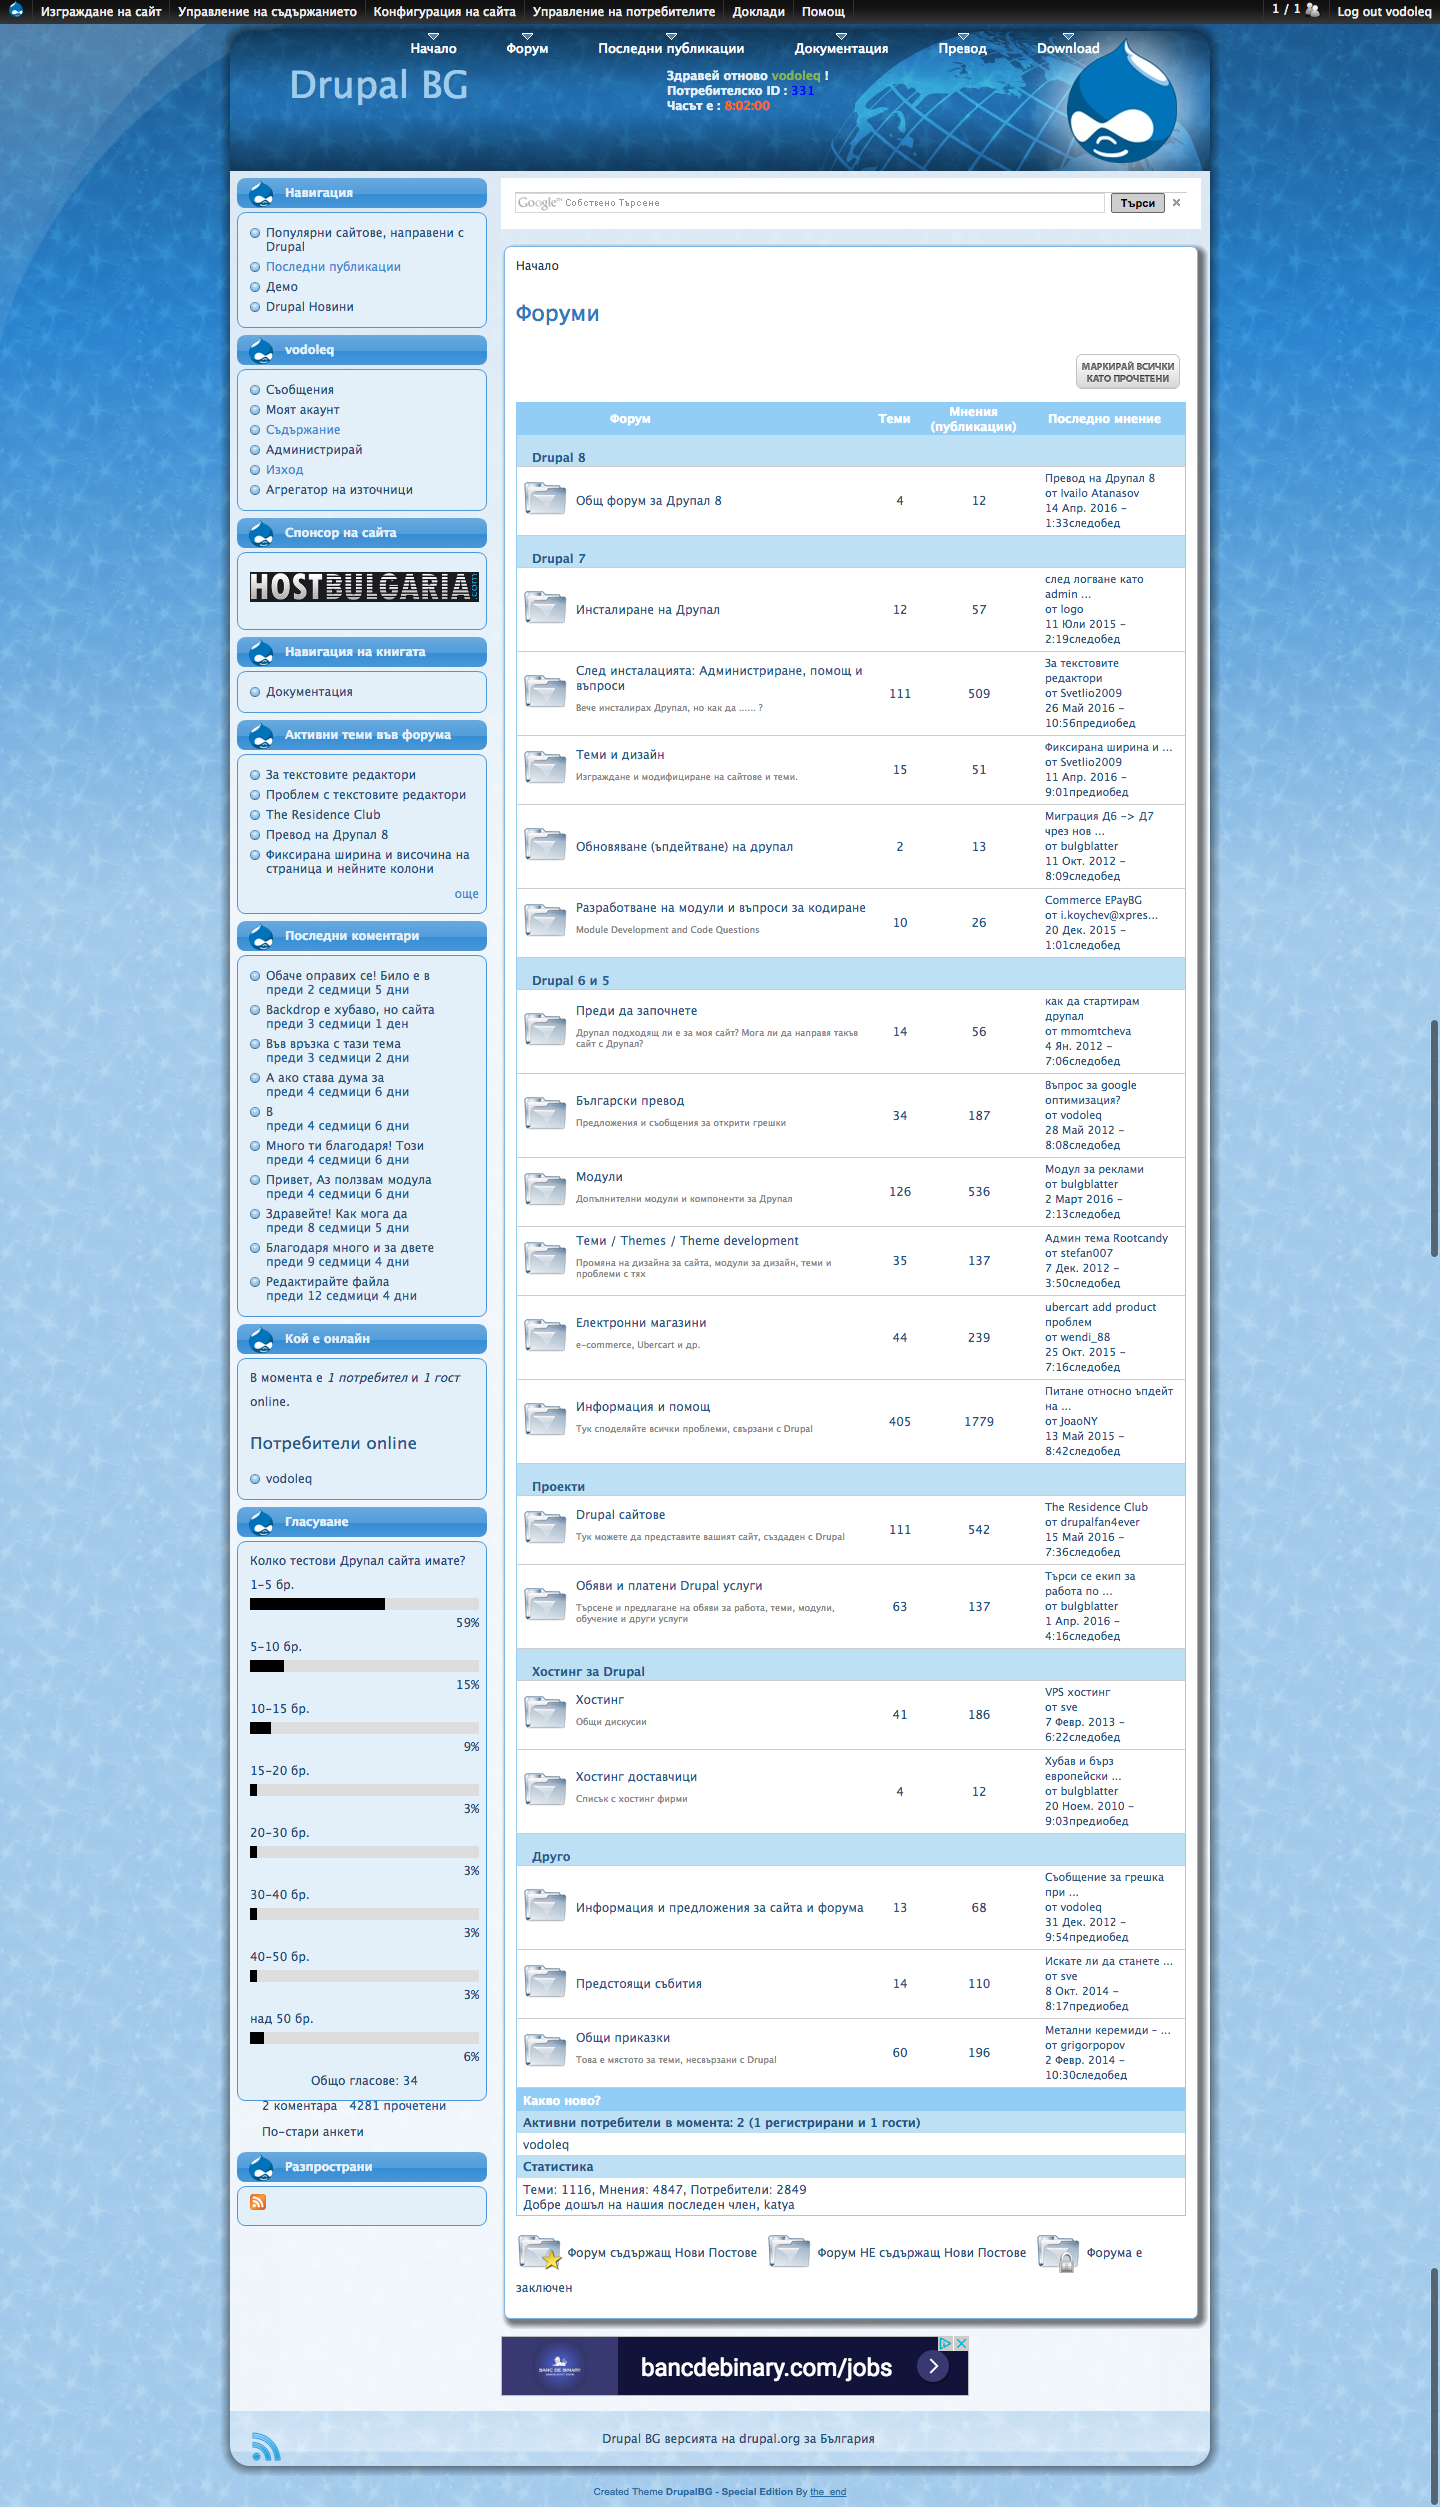 Изграждане на сайт Управление на съдържанието Конфигурация на сайта Управление на потребителите Доклади Помощ 1 / 1 Log out vodoleq
Начало Форум Последни публикации Документация Превод Download
Drupal BG
Здравей отново vodoleq !
Потребителско ID : 331
Часът е : 8:02:00
Навигация
Популярни сайтове, направени с
Drupal
Последни публикации
Демо
Drupal Новини
vodoleq
Съобщения
Моят акаунт
Съдържание
Администрирай
Изход
Агрегатор на източници
Спонсор на сайта
HOSTBULGARIA.com
Навигация на книгата
Документация
Активни теми във форума
За текстовите редактори
Проблем с текстовите редактори
The Residence Club
Превод на Друпал 8
Фиксирана ширина и височина на
страница и нейните колони
още
Последни коментари
Обаче оправих се! Било е в
преди 2 седмици 5 дни
Backdrop е хубаво, но сайта
преди 3 седмици 1 ден
Във връзка с тази тема
преди 3 седмици 2 дни
А ако става дума за
преди 4 седмици 6 дни
В
преди 4 седмици 6 дни
Много ти благодаря! Този
преди 4 седмици 6 дни
Привет, Аз ползвам модула
преди 4 седмици 6 дни
Здравейте! Как мога да
преди 8 седмици 5 дни
Благодаря много и за двете
преди 9 седмици 4 дни
Редактирайте файла
преди 12 седмици 4 дни
Кой е онлайн
В момента е 1 потребител и 1 гост
online.
Потребители online
vodoleq
Гласуване
Колко тестови Друпал сайта имате?
1-5 бр.
59%
5-10 бр.
15%
10-15 бр.
9%
15-20 бр.
3%
20-30 бр.
3%
30-40 бр.
3%
40-50 бр.
3%
над 50 бр.
6%
Общо гласове: 34
2 коментара 4281 прочетени
По-стари анкети
Разпространи
Google™ Собствено Търсене Търси ×
Начало
Форуми
МАРКИРАЙ ВСИЧКИ
КАТО ПРОЧЕТЕНИ
Форум Теми Мнения (публикации) Последно мнение
Drupal 8
Общ форум за Друпал 8 4 12
Превод на Друпал 8
от Ivailo Atanasov
14 Апр. 2016 -
1:33следобед
Drupal 7
Инсталиране на Друпал 12 57
след логване като
admin ...
от logo
11 Юли 2015 -
2:19следобед
След инсталацията: Администриране, помощ и
въпроси
Вече инсталирах Друпал, но как да ...... ?
111 509
За текстовите
редактори
от Svetlio2009
26 Май 2016 -
10:56предиобед
Теми и дизайн
Изграждане и модифициране на сайтове и теми.
15 51
Фиксирана ширина и ...
от Svetlio2009
11 Апр. 2016 -
9:01предиобед
Обновяване (ъпдейтване) на друпал 2 13
Миграция Д6 -> Д7
чрез нов ...
от bulgblatter
11 Окт. 2012 -
8:09следобед
Разработване на модули и въпроси за кодиране
Module Development and Code Questions
10 26
Commerce EPayBG
от i.koychev@xpres...
20 Дек. 2015 -
1:01следобед
Drupal 6 и 5
Преди да започнете
Друпал подходящ ли е за моя сайт? Мога ли да направя такъв
сайт с Друпал?
14 56
как да стартирам
друпал
от mmomtcheva
4 Ян. 2012 -
7:06следобед
Български превод
Предложения и съобщения за открити грешки
34 187
Въпрос за google
оптимизация?
от vodoleq
28 Май 2012 -
8:08следобед
Модули
Допълнителни модули и компоненти за Друпал
126 536
Модул за реклами
от bulgblatter
2 Март 2016 -
2:13следобед
Теми / Themes / Theme development
Промяна на дизайна за сайта, модули за дизайн, теми и
проблеми с тях
35 137
Админ тема Rootcandy
от stefan007
7 Дек. 2012 -
3:50следобед
Електронни магазини
e-commerce, Ubercart и др.
44 239
ubercart add product
проблем
от wendi_88
25 Окт. 2015 -
7:16следобед
Информация и помощ
Тук споделяйте всички проблеми, свързани с Drupal
405 1779
Питане относно ъпдейт
на ...
от JoaoNY
13 Май 2015 -
8:42следобед
Проекти
Drupal сайтове
Тук можете да представите вашият сайт, създаден с Drupal
111 542
The Residence Club
от drupalfan4ever
15 Май 2016 -
7:36следобед
Обяви и платени Drupal услуги
Търсене и предлагане на обяви за работа, теми, модули,
обучение и други услуги
63 137
Търси се екип за
работа по ...
от bulgblatter
1 Апр. 2016 -
4:16следобед
Хостинг за Drupal
Хостинг
Общи дискусии
41 186
VPS хостинг
от sve
7 Февр. 2013 -
6:22следобед
Хостинг доставчици
Списък с хостинг фирми
4 12
Хубав и бърз
европейски ...
от bulgblatter
20 Ноем. 2010 -
9:03предиобед
Друго
Информация и предложения за сайта и форума 13 68
Съобщение за грешка
при ...
от vodoleq
31 Дек. 2012 -
9:54предиобед
Предстоящи събития 14 110
Искате ли да станете ...
от sve
8 Окт. 2014 -
8:17предиобед
Общи приказки
Това е мястото за теми, несвързани с Drupal
60 196
Метални керемиди - ...
от grigorpopov
2 Февр. 2014 -
10:30следобед
Какво ново?
Активни потребители в момента: 2 (1 регистрирани и 1 гости)
vodoleq
Статистика
Теми: 1116, Мнения: 4847, Потребители: 2849
Добре дошъл на нашия последен член, katya
Форум съдържащ Нови Постове Форум НЕ съдържащ Нови Постове Форума е
заключен
BANC DE BINARY
bancdebinary.com/jobs
Drupal BG версията на drupal.org за България
Created Theme DrupalBG - Special Edition By the_end